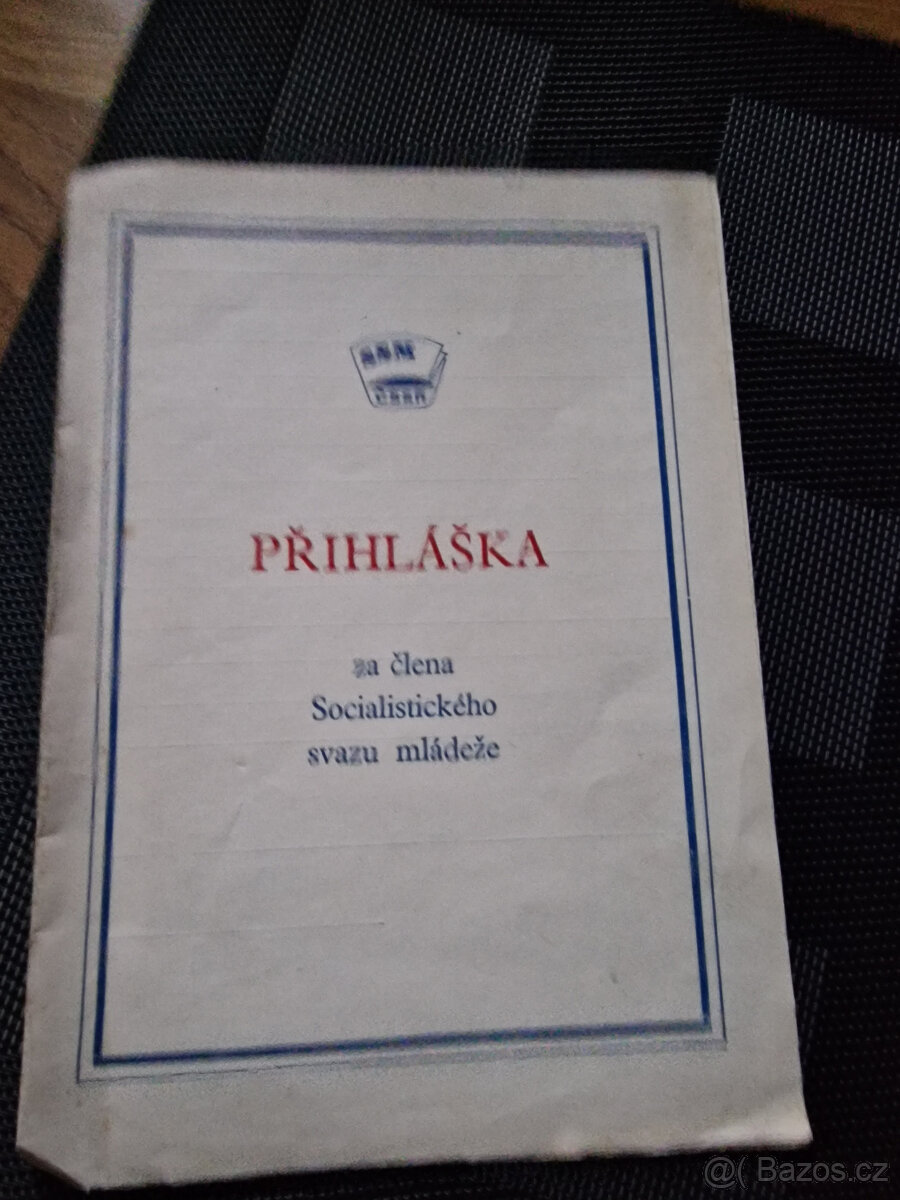 SSM
ČSSR
PŘIHLÁŠKA
za člena
Socialistického
svazu mládeže
@( Bazos.cz